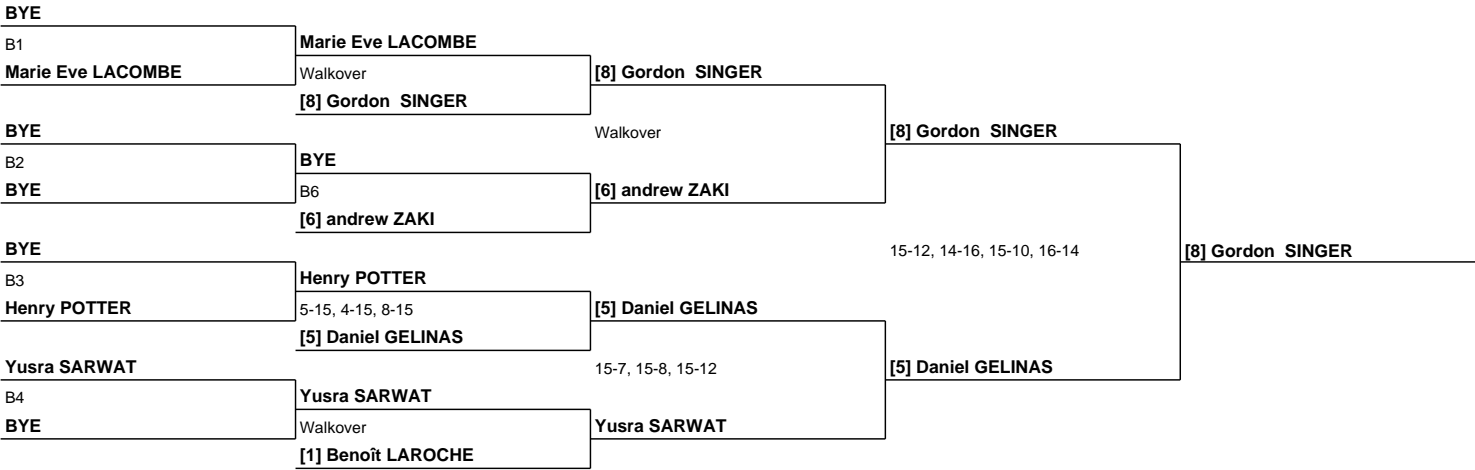 BYE
B1
Marie Eve LACOMBE
Marie Eve LACOMBE
Walkover
[8] Gordon SINGER
[8] Gordon SINGER
BYE
Walkover
[8] Gordon SINGER
B2
BYE
BYE
B6
[6] andrew ZAKI
[6] andrew ZAKI
BYE
15-12, 14-16, 15-10, 16-14
[8] Gordon SINGER
B3
Henry POTTER
Henry POTTER
5-15, 4-15, 8-15
[5] Daniel GELINAS
[5] Daniel GELINAS
Yusra SARWAT
15-7, 15-8, 15-12
[5] Daniel GELINAS
B4
Yusra SARWAT
BYE
Walkover
Yusra SARWAT
[1] Benoît LAROCHE